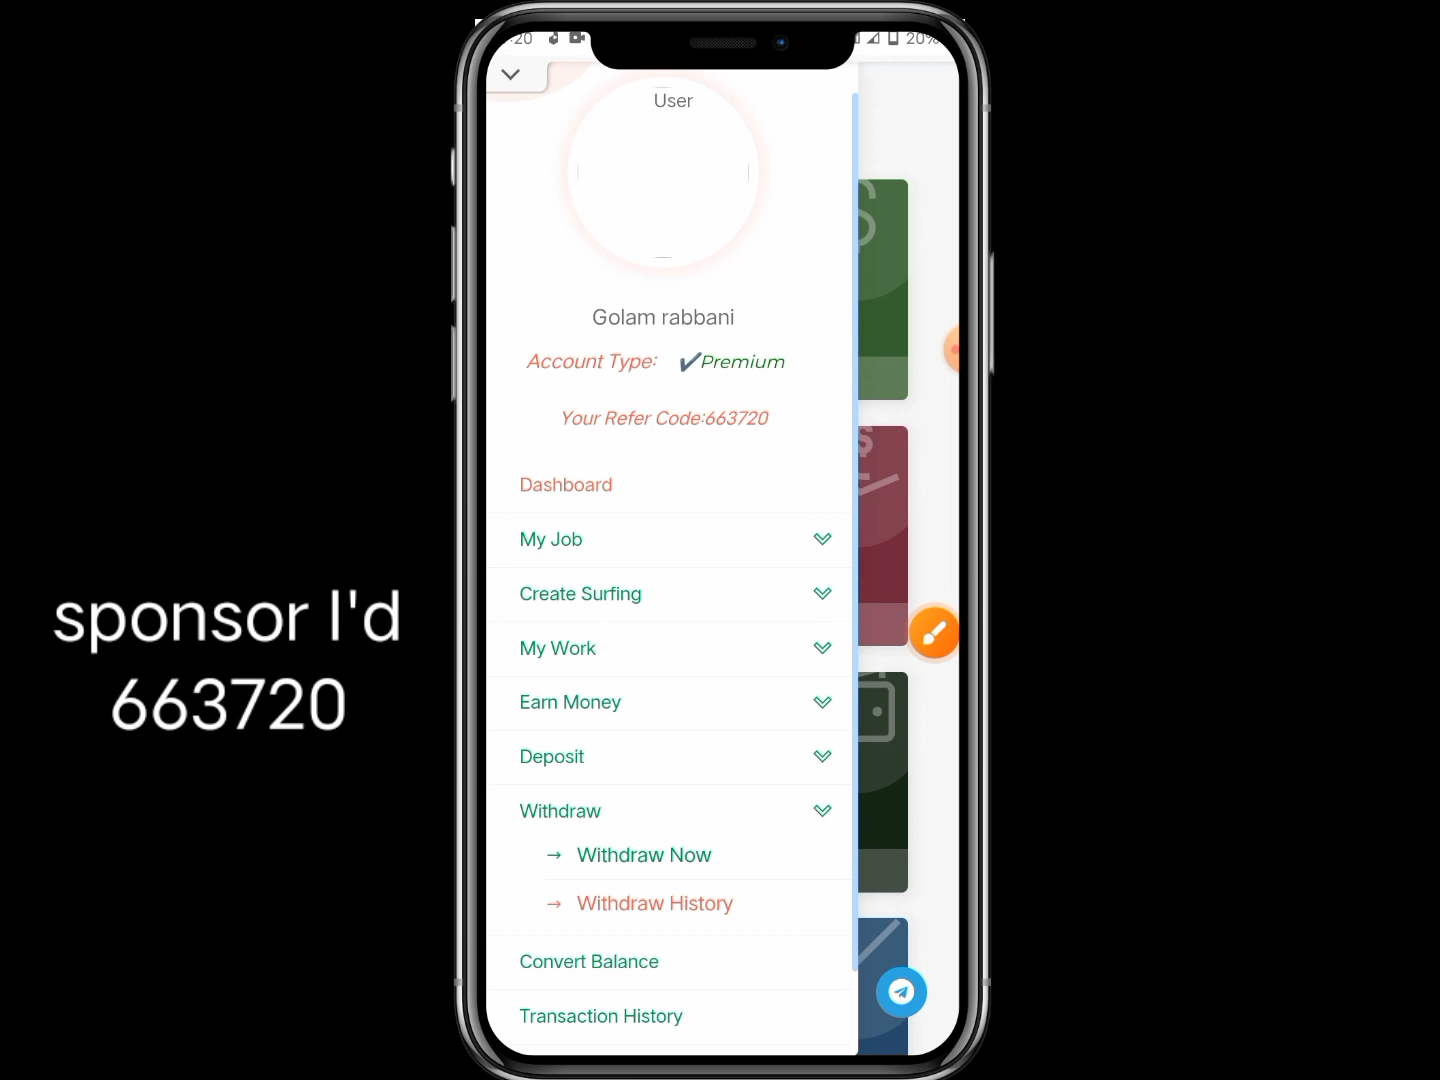 :20
20%
User
Golam rabbani
Account Type: ✔Premium
Your Refer Code:663720
Dashboard
My Job
Create Surfing
My Work
Earn Money
Deposit
Withdraw
→ Withdraw Now
→ Withdraw History
Convert Balance
Transaction History
sponsor I'd
663720